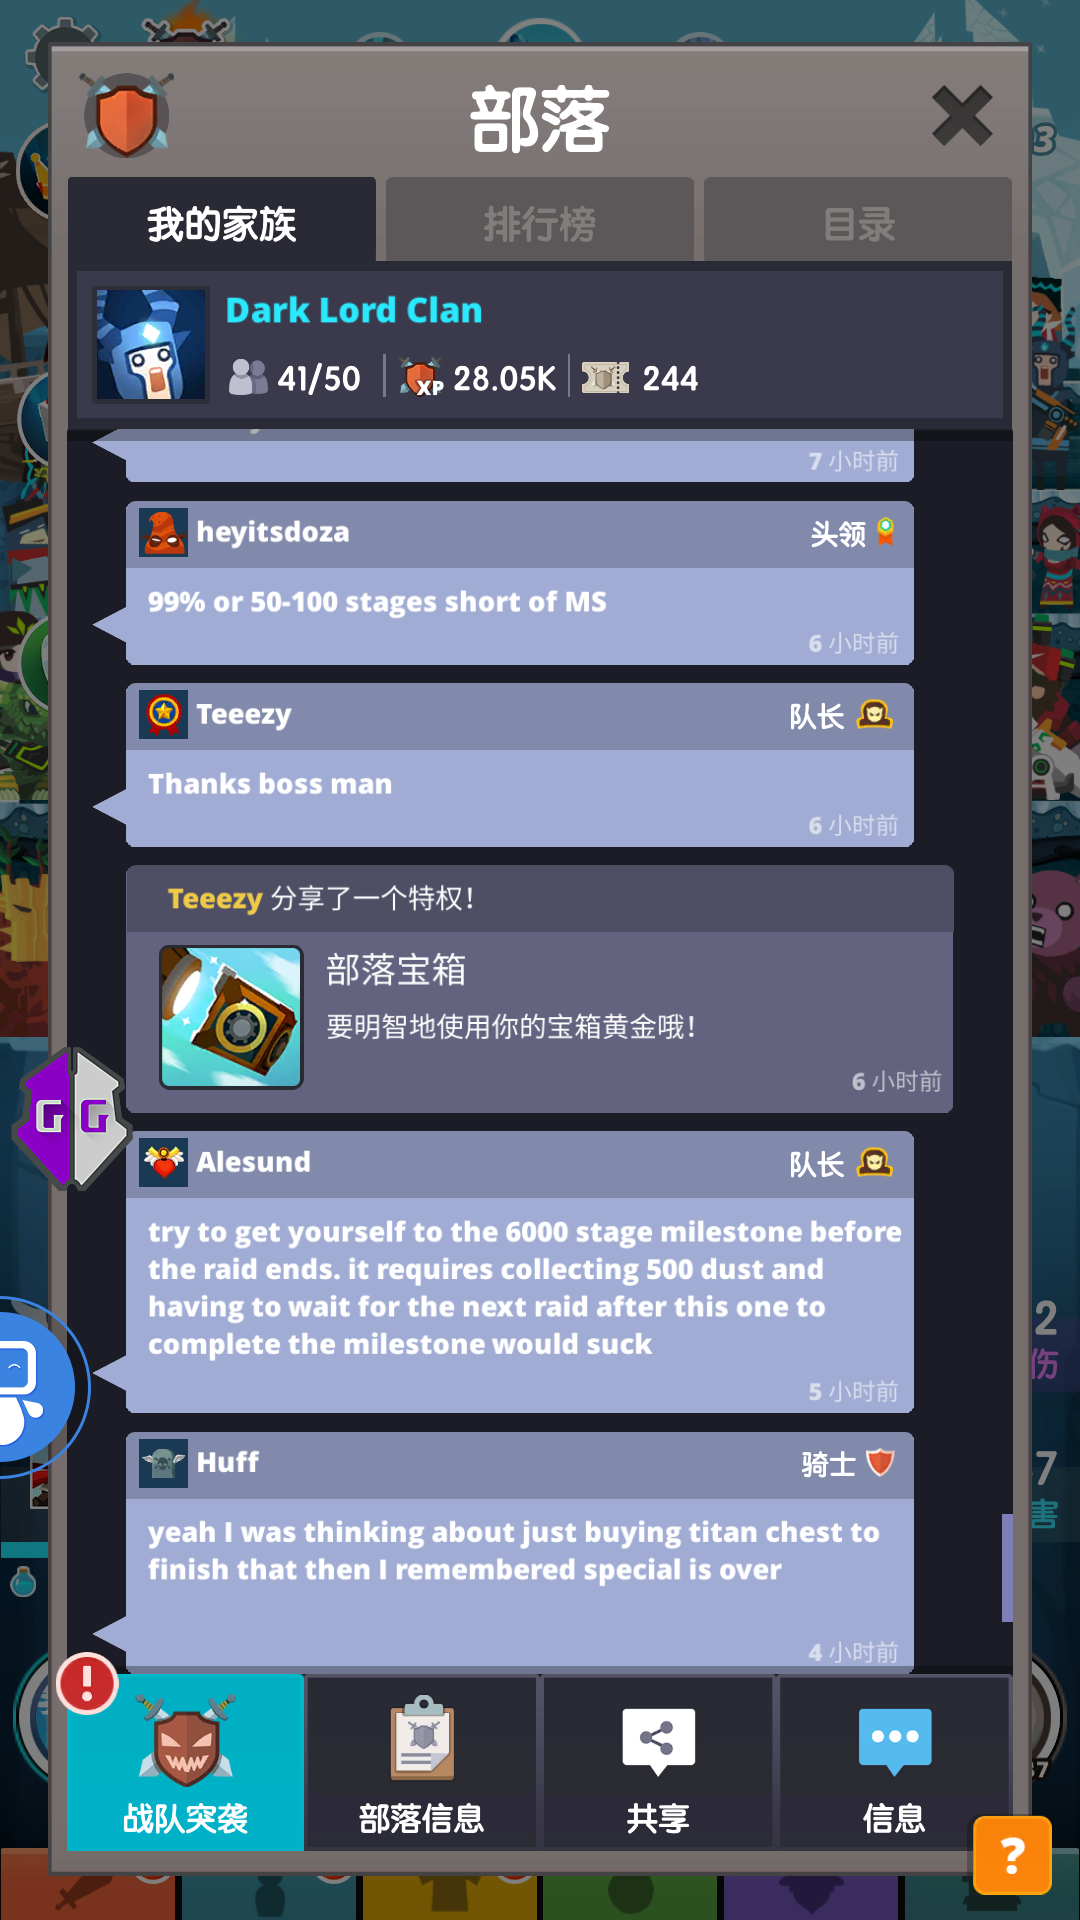 部落
3
我的家族
排行榜
目录
Dark Lord Clan
41/50
XP 28.05K
244
7 小时前
heyitsdoza
头领
99% or 50-100 stages short of MS
6 小时前
Teeezy
队长
Thanks boss man
6 小时前
Teeezy 分享了一个特权!
部落宝箱
要明智地使用你的宝箱黄金哦!
6 小时前
GG
Alesund
队长
try to get yourself to the 6000 stage milestone before
the raid ends. it requires collecting 500 dust and
having to wait for the next raid after this one to
complete the milestone would suck
5 小时前
2
伤
Huff
骑士
7
害
yeah I was thinking about just buying titan chest to
finish that then I remembered special is over
4 小时前
!
战队突袭
部落信息
共享
信息
37
?